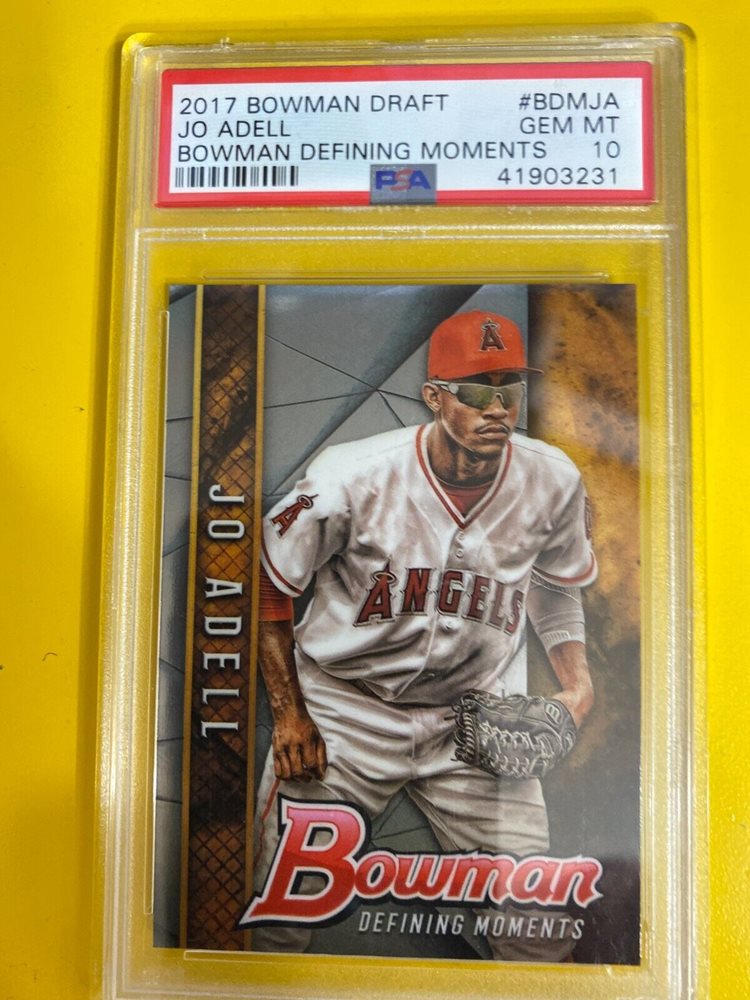 2017 BOWMAN DRAFT #BDMJA
JO ADELL GEM MT
BOWMAN DEFINING MOMENTS 10
PSA 41903231
A
A
ANGELS
JO ADELL
Bowman
DEFINING MOMENTS